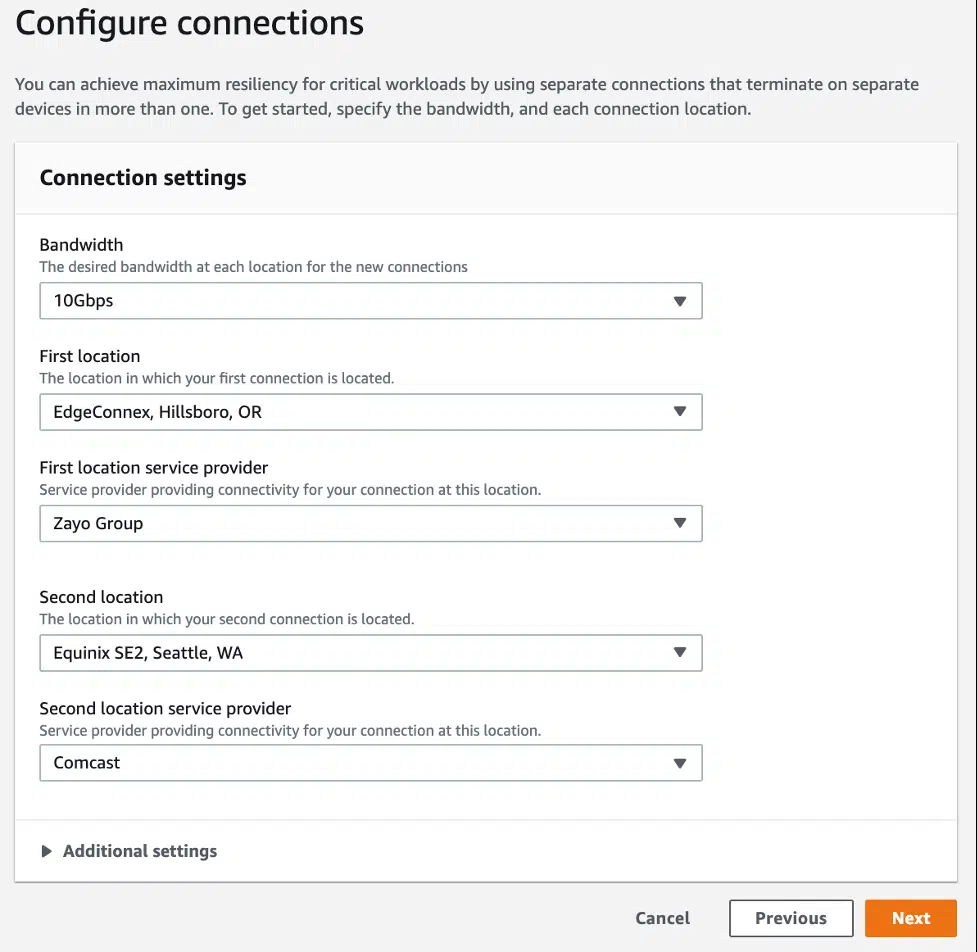 Configure connections
You can achieve maximum resiliency for critical workloads by using separate connections that terminate on separate
devices in more than one. To get started, specify the bandwidth, and each connection location.
Connection settings
Bandwidth
The desired bandwidth at each location for the new connections
10Gbps
First location
The location in which your first connection is located.
EdgeConnex, Hillsboro, OR
First location service provider
Service provider providing connectivity for your connection at this location.
Zayo Group
Second location
The location in which your second connection is located.
Equinix SE2, Seattle, WA
Second location service provider
Service provider providing connectivity for your connection at this location.
Comcast
Additional settings
Cancel
Previous
Next